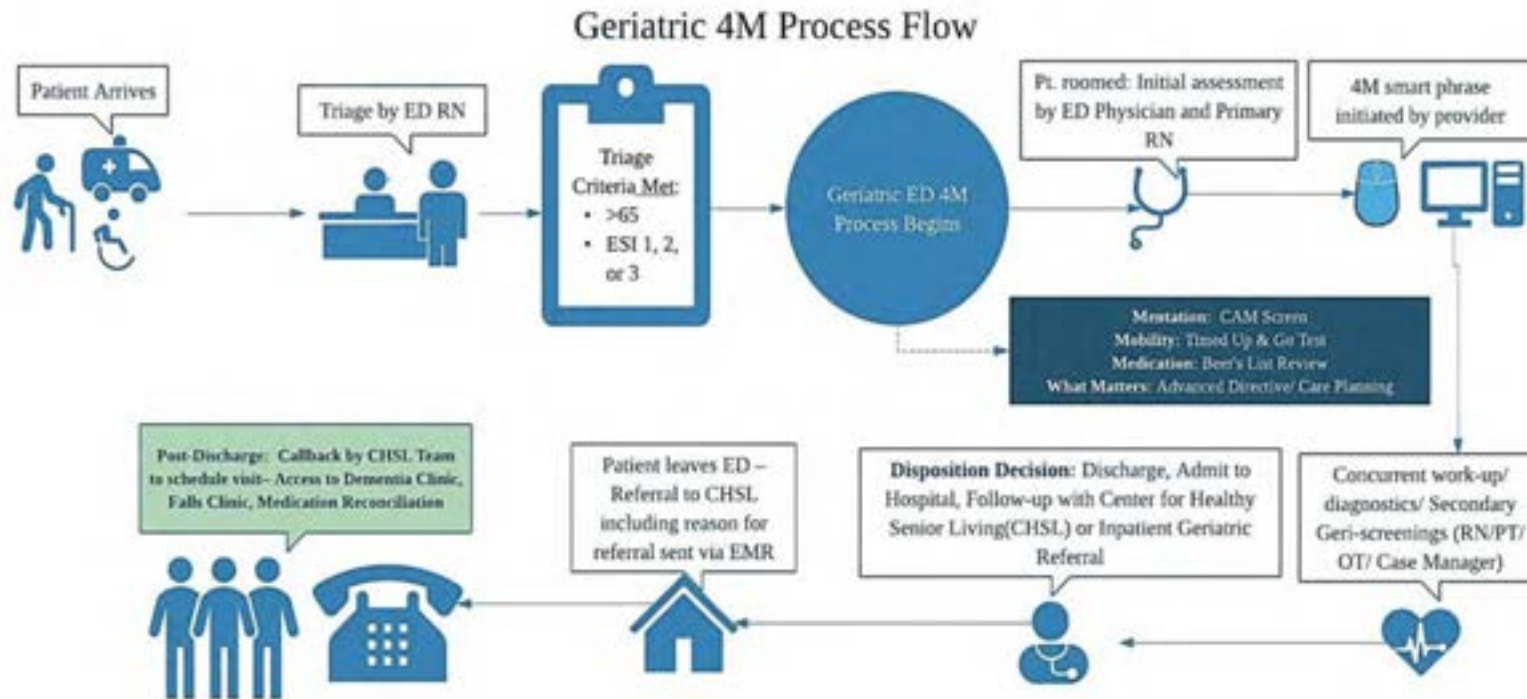 Geriatric 4M Process Flow
Patient Arrives
Triage by ED RN
Triage
Criteria Met:
• >65
• ESI 1, 2,
or 3
Geriatric ED 4M
Process Begins
Pt. roomed: Initial assessment
by ED Physician and Primary
RN
4M smart phrase
initiated by provider
Mentation: CAM Screen
Mobility: Timed Up & Go Test
Medication: Beer's List Review
What Matters: Advanced Directive/ Care Planning
Concurrent work-up/
diagnostics/ Secondary
Geri-screenings (RN/PT/
OT/ Case Manager)
Disposition Decision: Discharge, Admit to
Hospital, Follow-up with Center for Healthy
Senior Living(CHSL) or Inpatient Geriatric
Referral
Patient leaves ED –
Referral to CHSL
including reason for
referral sent via EMR
Post-Discharge: Callback by CHSL Team
to schedule visit– Access to Dementia Clinic,
Falls Clinic, Medication Reconciliation